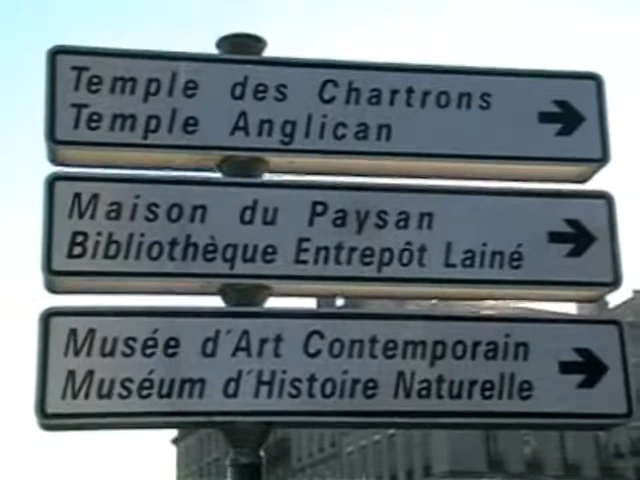 Temple des Chartrons
Temple Anglican
Maison du Paysan
Bibliothèque Entrepôt Lainé
Musée d'Art Contemporain
Muséum d'Histoire Naturelle